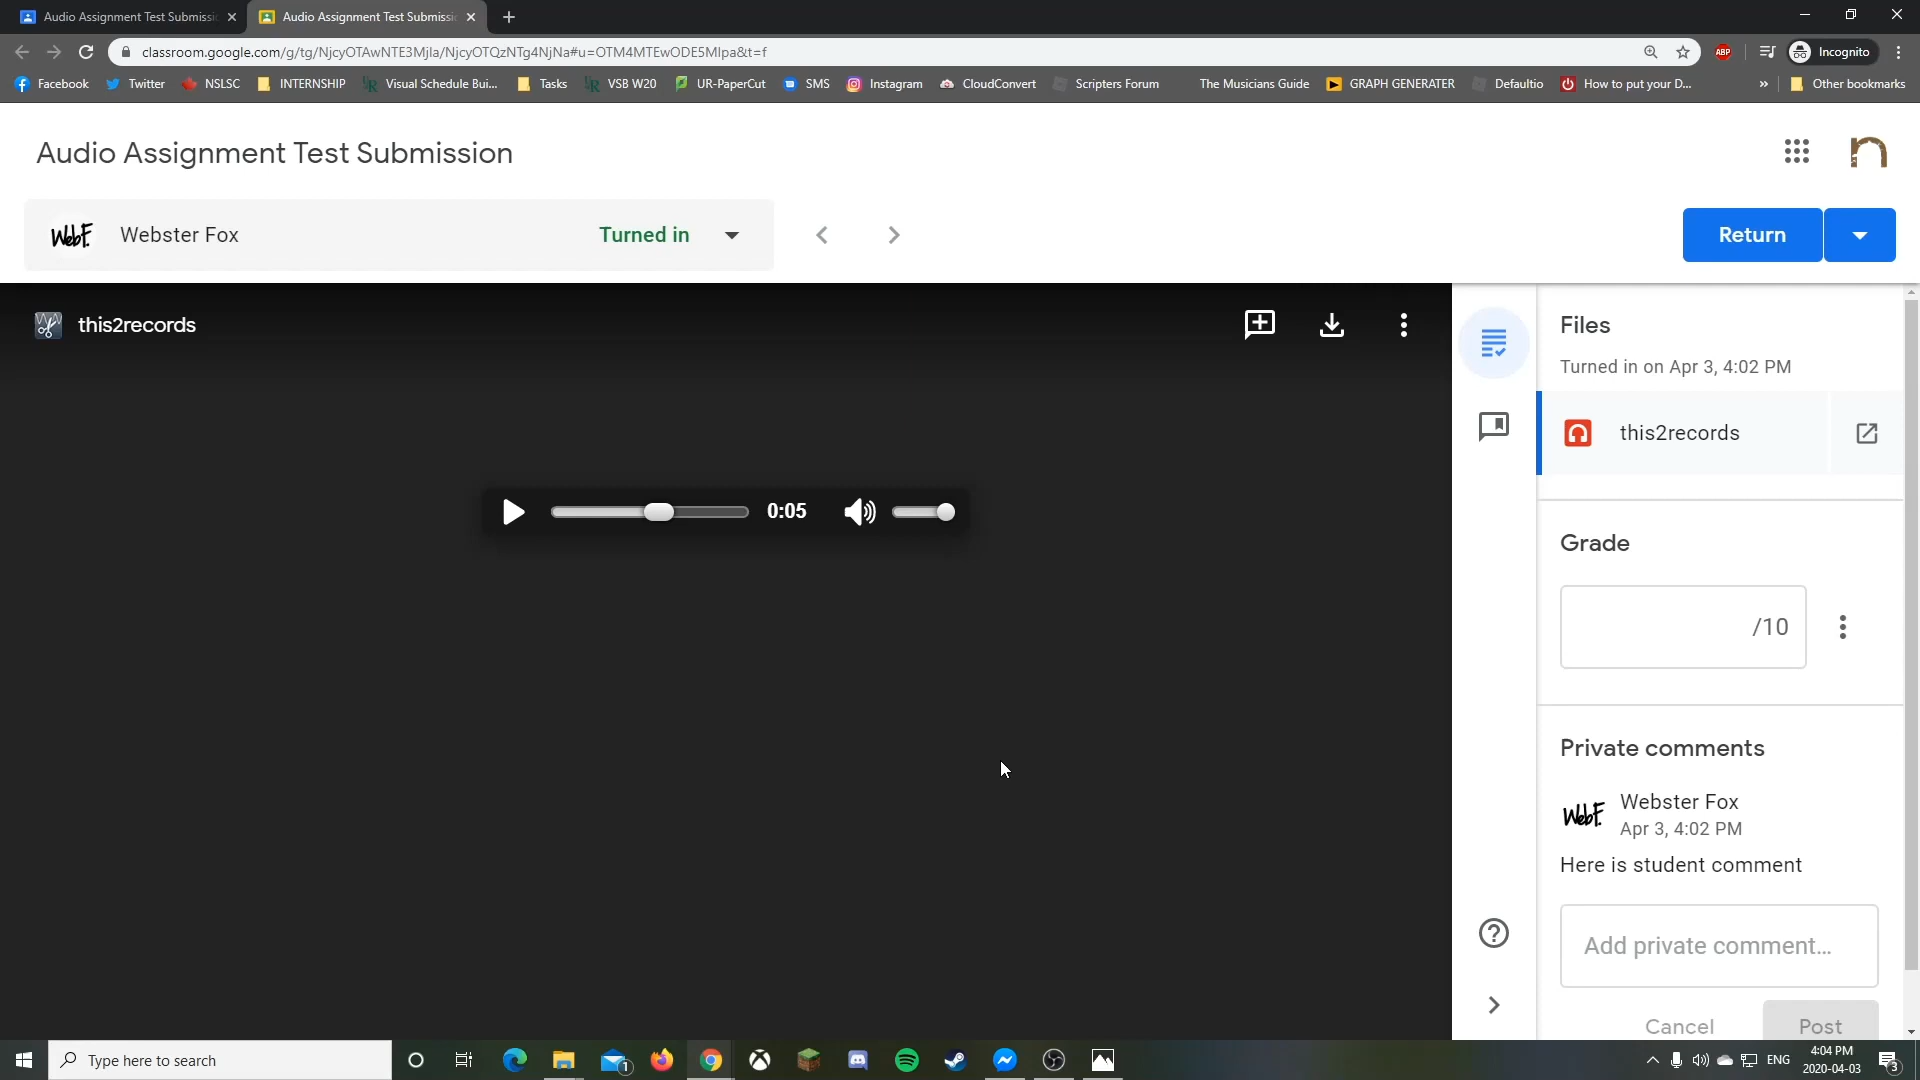 Audio Assignment Test Submissi
Audio Assignment Test Submissi
classroom.google.com/g/tg/NjcyOTAwNTE3Mjla/NjcyOTQzNTg4NjNa#u=OTM4MTEwODE5Mlpa&t=f
ABP
Incognito
Facebook
Twitter
NSLSC
INTERNSHIP
Visual Schedule Bui...
Tasks
VSB W20
UR-PaperCut
SMS
Instagram
CloudConvert
Scripters Forum
The Musicians Guide
GRAPH GENERATER
Defaultio
How to put your D...
»
Other bookmarks
Audio Assignment Test Submission
n
WebF.
Webster Fox
Turned in
Return
this2records
0:05
Files
Turned in on Apr 3, 4:02 PM
this2records
Grade
/10
Private comments
WebF.
Webster Fox
Apr 3, 4:02 PM
Here is student comment
Add private comment...
Cancel
Post
Type here to search
1
ENG
4:04 PM
2020-04-03
3